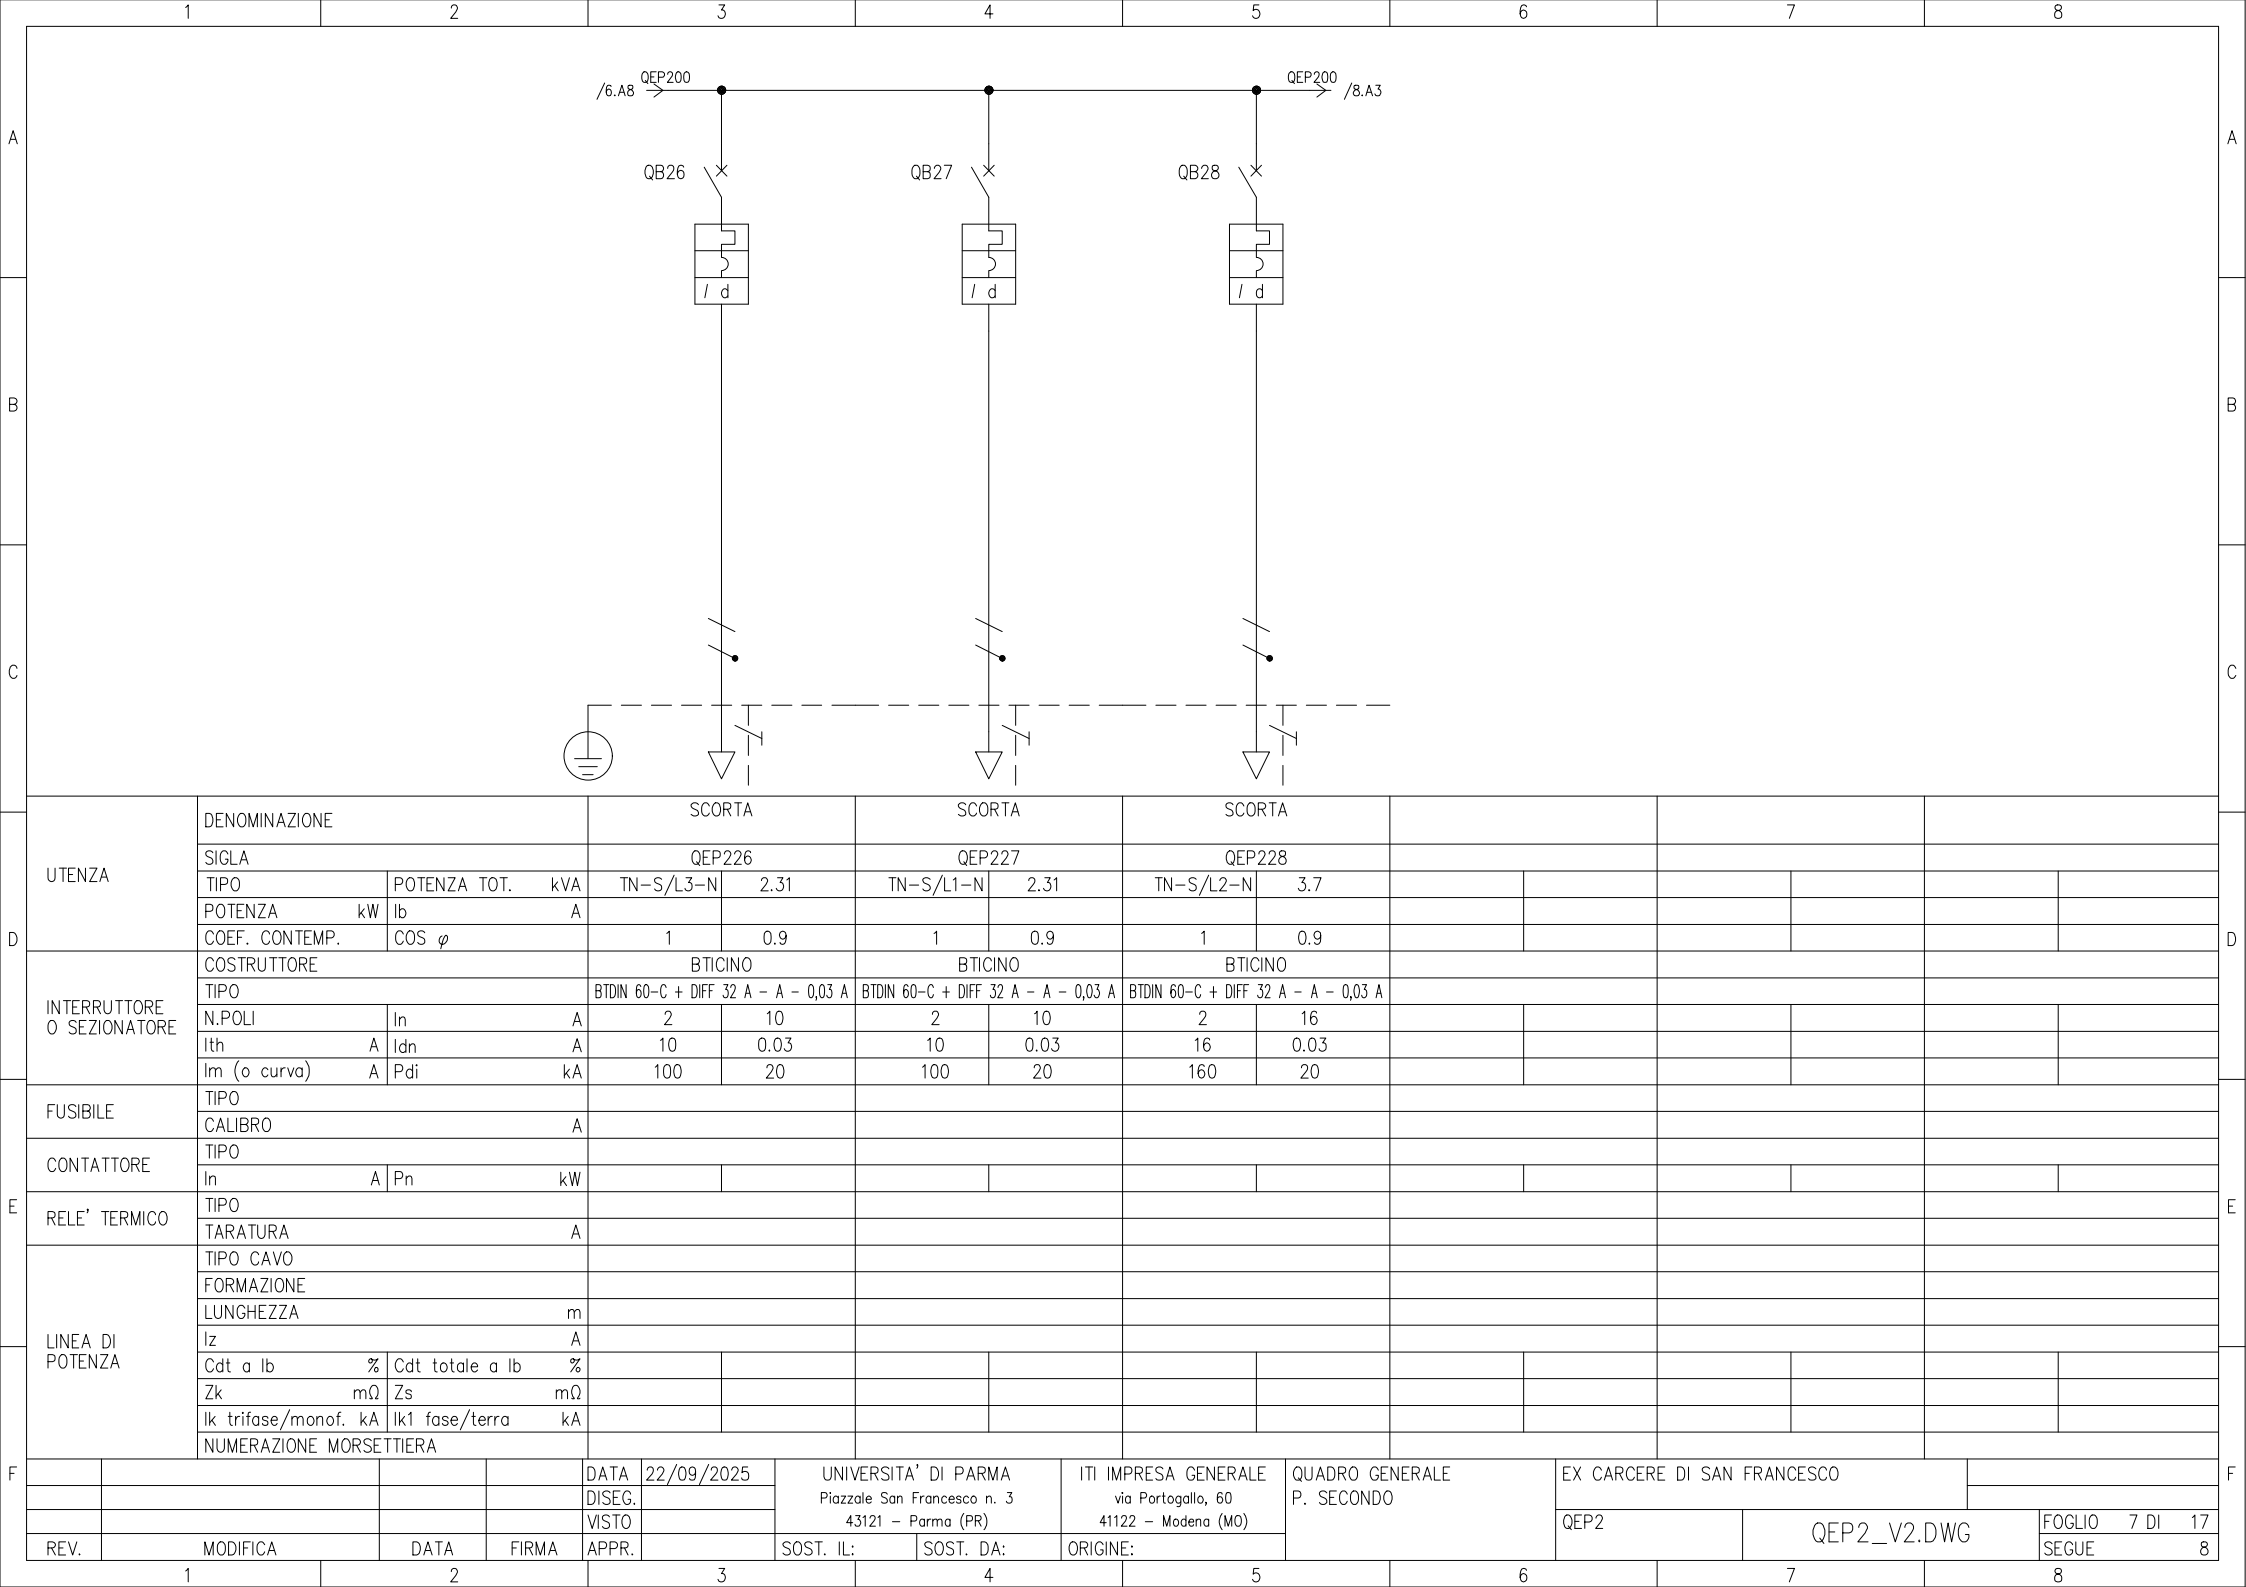 1 2 3 4 5 6 7 8
QEP200 QEP200
/6.A8 /8.A3
A A
QB26 QB27 QB28
I d I d I d
B B
C C
DENOMINAZIONE SCORTA SCORTA SCORTA
UTENZA
SIGLA QEP226 QEP227 QEP228
TIPO POTENZA TOT. kVA TN-S/L3-N 2.31 TN-S/L1-N 2.31 TN-S/L2-N 3.7
POTENZA kW Ib A
D COEF. CONTEMP. COS φ 1 0.9 1 0.9 1 0.9 D
COSTRUTTORE BTICINO BTICINO BTICINO
INTERRUTTORE
O SEZIONATORE
TIPO BTDIN 60-C + DIFF 32 A - A - 0,03 A BTDIN 60-C + DIFF 32 A - A - 0,03 A BTDIN 60-C + DIFF 32 A - A - 0,03 A
N.POLI In A 2 10 2 10 2 16
Ith A Idn A 10 0.03 10 0.03 16 0.03
Im (o curva) A Pdi kA 100 20 100 20 160 20
FUSIBILE
TIPO
CALIBRO A
CONTATTORE
TIPO
In A Pn kW
E E
RELE' TERMICO
TIPO
TARATURA A
LINEA DI
POTENZA
TIPO CAVO
FORMAZIONE
LUNGHEZZA m
Iz A
Cdt a Ib % Cdt totale a Ib %
Zk mΩ Zs mΩ
Ik trifase/monof. kA Ik1 fase/terra kA
NUMERAZIONE MORSETTIERA
F F
DATA 22/09/2025
DISEG.
VISTO
REV. MODIFICA DATA FIRMA APPR.
UNIVERSITA' DI PARMA
Piazzale San Francesco n. 3
43121 - Parma (PR)
SOST. IL: SOST. DA:
ITI IMPRESA GENERALE
via Portogallo, 60
41122 - Modena (MO)
ORIGINE:
QUADRO GENERALE
P. SECONDO
EX CARCERE DI SAN FRANCESCO
QEP2
QEP2_V2.DWG
FOGLIO 7 DI 17
SEGUE 8
1 2 3 4 5 6 7 8